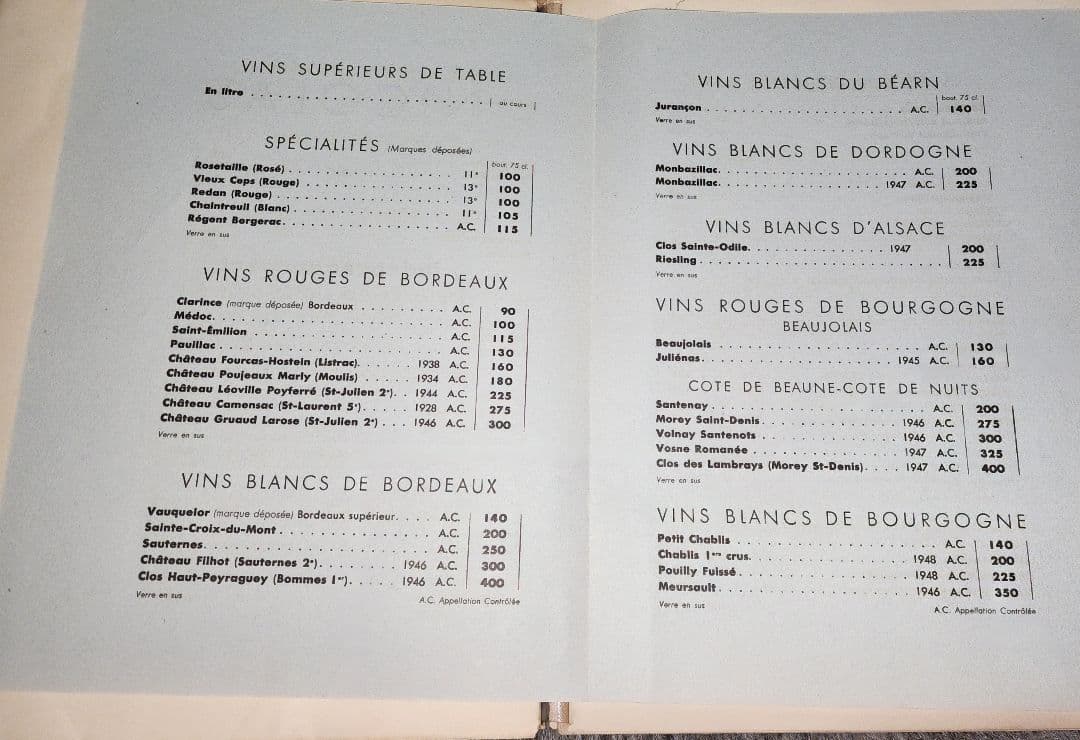 VINS SUPÉRIEURS DE TABLE
En litre . . . . . . . . . . . . . . . . . . . . . . . . . . . . . . au cours
SPÉCIALITÉS (Marques déposées)
bout. 75 cl.
Rosetaille (Rosé) . . . . . . . . . . . . . . . . . 11° 100
Vieux Ceps (Rouge) . . . . . . . . . . . . . . . . 13° 100
Redan (Rouge) . . . . . . . . . . . . . . . . . . . 13° 100
Chaintreuil (Blanc) . . . . . . . . . . . . . . . . . 11° 105
Régent Bergerac. . . . . . . . . . . . . . . . . . . A.C. 115
Verre en sus
VINS ROUGES DE BORDEAUX
Clarince (marque déposée) Bordeaux . . . . . . . . . A.C. 90
Médoc. . . . . . . . . . . . . . . . . . . . . . . . . A.C. 100
Saint-Émilion . . . . . . . . . . . . . . . . . . . . . A.C. 115
Pauillac . . . . . . . . . . . . . . . . . . . . . . . . A.C. 130
Château Fourcas-Hostein (Listrac). . . . . . 1938 A.C. 160
Château Poujeaux Marly (Moulis) . . . . . . 1934 A.C. 180
Château Léoville Poyferré (St-Julien 2e). . 1944 A.C. 225
Château Camensac (St-Laurent 5e). . . . . . 1928 A.C. 275
Château Gruaud Larose (St-Julien 2e) . . . 1946 A.C. 300
Verre en sus
VINS BLANCS DE BORDEAUX
Vauquelor (marque déposée) Bordeaux supérieur. . . . A.C. 140
Sainte-Croix-du-Mont . . . . . . . . . . . . . . . . A.C. 200
Sauternes. . . . . . . . . . . . . . . . . . . . . . . A.C. 250
Château Filhot (Sauternes 2e). . . . . . . . 1946 A.C. 300
Clos Haut-Peyraguey (Bommes 1er). . . . . 1946 A.C. 400
Verre en sus
A.C. Appellation Contrôlée
VINS BLANCS DU BÉARN
bout. 75 cl.
Jurançon . . . . . . . . . . . . . . . . . . . . A.C. 140
Verre en sus
VINS BLANCS DE DORDOGNE
Monbazillac. . . . . . . . . . . . . . . . . . . A.C. 200
Monbazillac. . . . . . . . . . . . . . . . 1947 A.C. 225
Verre en sus
VINS BLANCS D'ALSACE
Clos Sainte-Odile. . . . . . . . . . . . . . . 1947 200
Riesling . . . . . . . . . . . . . . . . . . . . . . . . 225
Verre en sus
VINS ROUGES DE BOURGOGNE
BEAUJOLAIS
Beaujolais . . . . . . . . . . . . . . . . . . . . A.C. 130
Juliénas. . . . . . . . . . . . . . . . . . . 1945 A.C. 160
COTE DE BEAUNE-COTE DE NUITS
Santenay . . . . . . . . . . . . . . . . . . . . . A.C. 200
Morey Saint-Denis. . . . . . . . . . . . . 1946 A.C. 275
Volnay Santenots . . . . . . . . . . . . . 1946 A.C. 300
Vosne Romanée . . . . . . . . . . . . . . 1947 A.C. 325
Clos des Lambrays (Morey St-Denis). . . . 1947 A.C. 400
Verre en sus
VINS BLANCS DE BOURGOGNE
Petit Chablis . . . . . . . . . . . . . . . . . . . A.C. 140
Chablis 1ers crus. . . . . . . . . . . . . . . 1948 A.C. 200
Pouilly Fuissé . . . . . . . . . . . . . . . . 1948 A.C. 225
Meursault . . . . . . . . . . . . . . . . . . 1946 A.C. 350
Verre en sus
A.C. Appellation Contrôlée